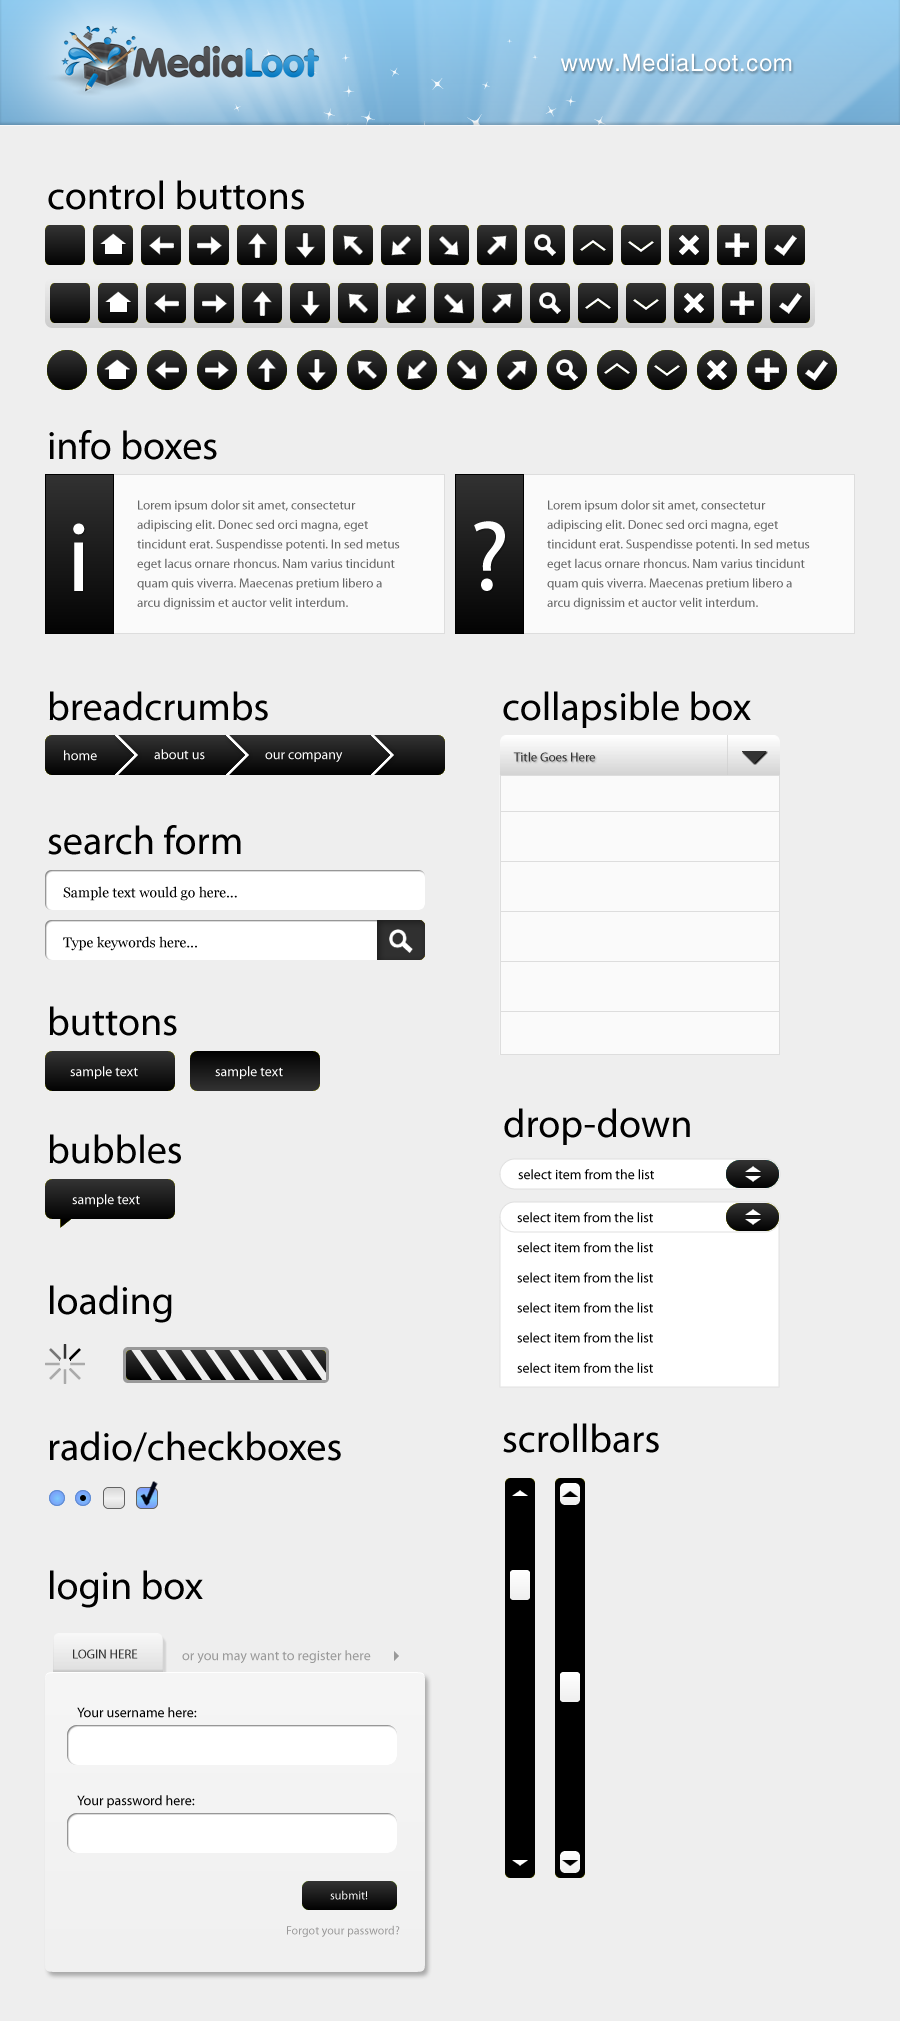 MediaLoot
www.MediaLoot.com
control buttons
info boxes
i
Lorem ipsum dolor sit amet, consectetur
adipiscing elit. Donec sed orci magna, eget
tincidunt erat. Suspendisse potenti. In sed metus
eget lacus ornare rhoncus. Nam varius tincidunt
quam quis viverra. Maecenas pretium libero a
arcu dignissim et auctor velit interdum.
?
Lorem ipsum dolor sit amet, consectetur
adipiscing elit. Donec sed orci magna, eget
tincidunt erat. Suspendisse potenti. In sed metus
eget lacus ornare rhoncus. Nam varius tincidunt
quam quis viverra. Maecenas pretium libero a
arcu dignissim et auctor velit interdum.
breadcrumbs
home about us our company
search form
Sample text would go here...
Type keywords here...
buttons
sample text sample text
bubbles
sample text
loading
radio/checkboxes
login box
LOGIN HERE or you may want to register here
Your username here:
Your password here:
submit!
Forgot your password?
collapsible box
Title Goes Here
drop-down
select item from the list
select item from the list
select item from the list
select item from the list
select item from the list
select item from the list
select item from the list
scrollbars